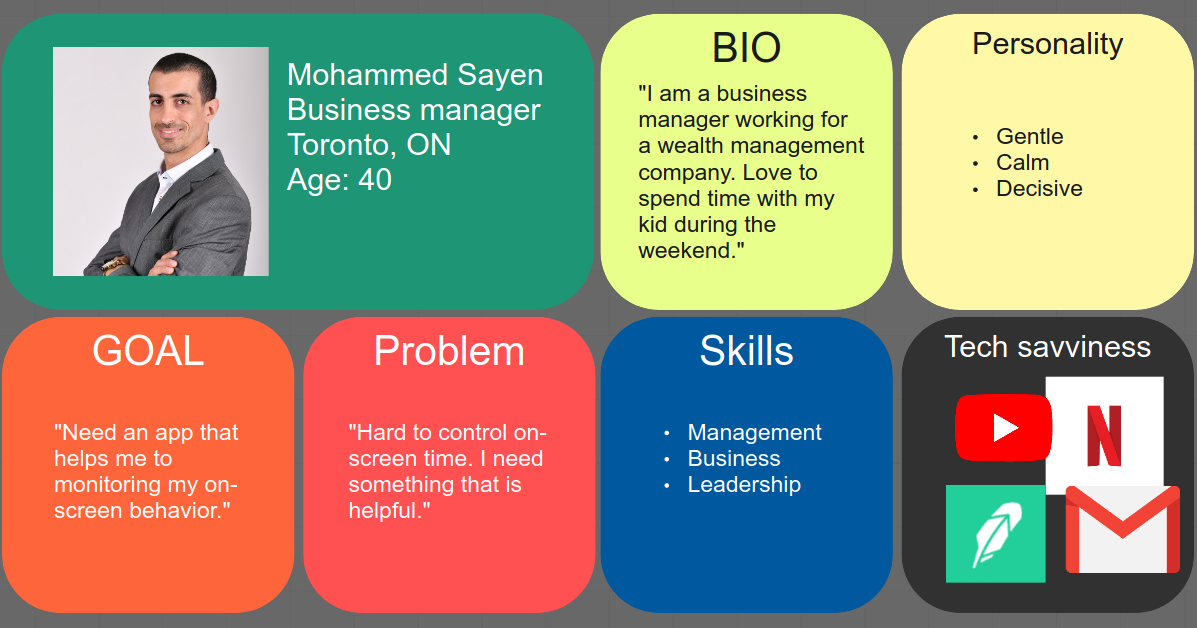 Mohammed Sayen
Business manager
Toronto, ON
Age: 40
BIO
"I am a business
manager working for
a wealth management
company. Love to
spend time with my
kid during the
weekend."
Personality
• Gentle
• Calm
• Decisive
GOAL
"Need an app that
helps me to
monitoring my on-
screen behavior."
Problem
"Hard to control on-
screen time. I need
something that is
helpful."
Skills
• Management
• Business
• Leadership
Tech savviness
N